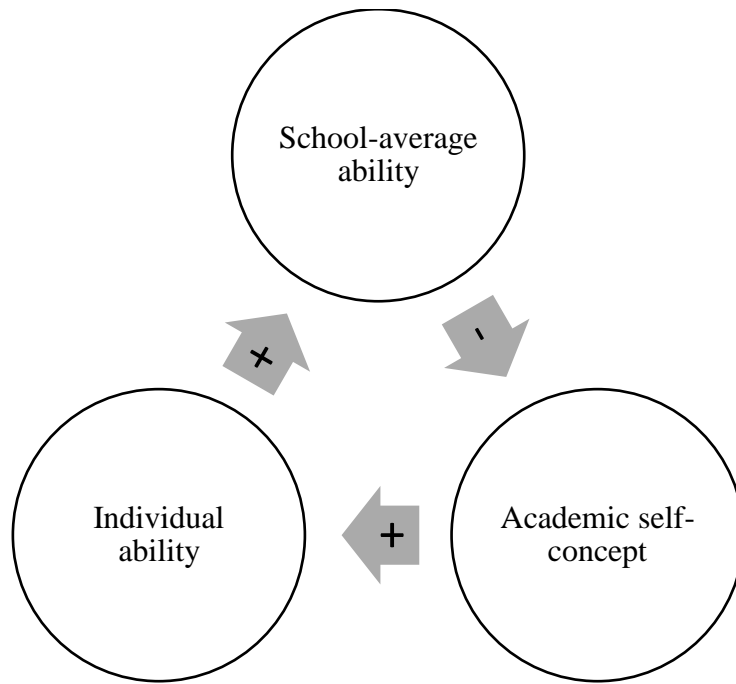 School-average
ability
+
-
Individual
ability
+
Academic self-
concept